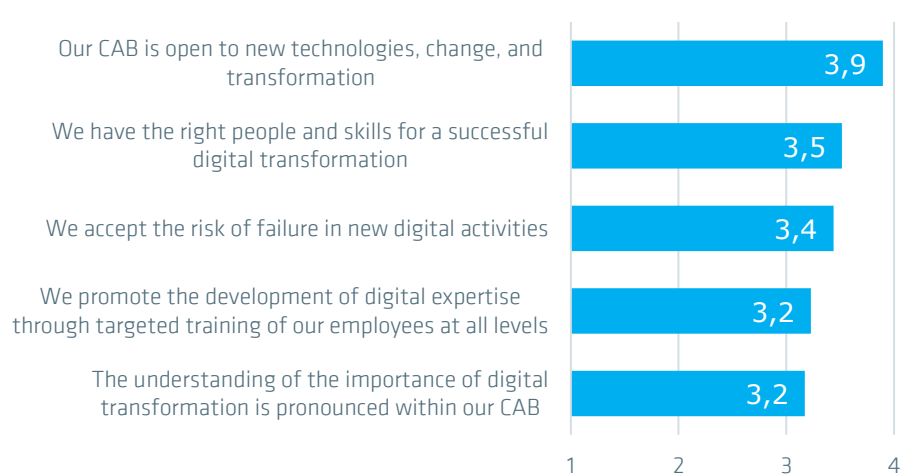 Our CAB is open to new technologies, change, and
transformation
3,9
We have the right people and skills for a successful
digital transformation
3,5
We accept the risk of failure in new digital activities
3,4
We promote the development of digital expertise
through targeted training of our employees at all levels
3,2
The understanding of the importance of digital
transformation is pronounced within our CAB
3,2
1 2 3 4